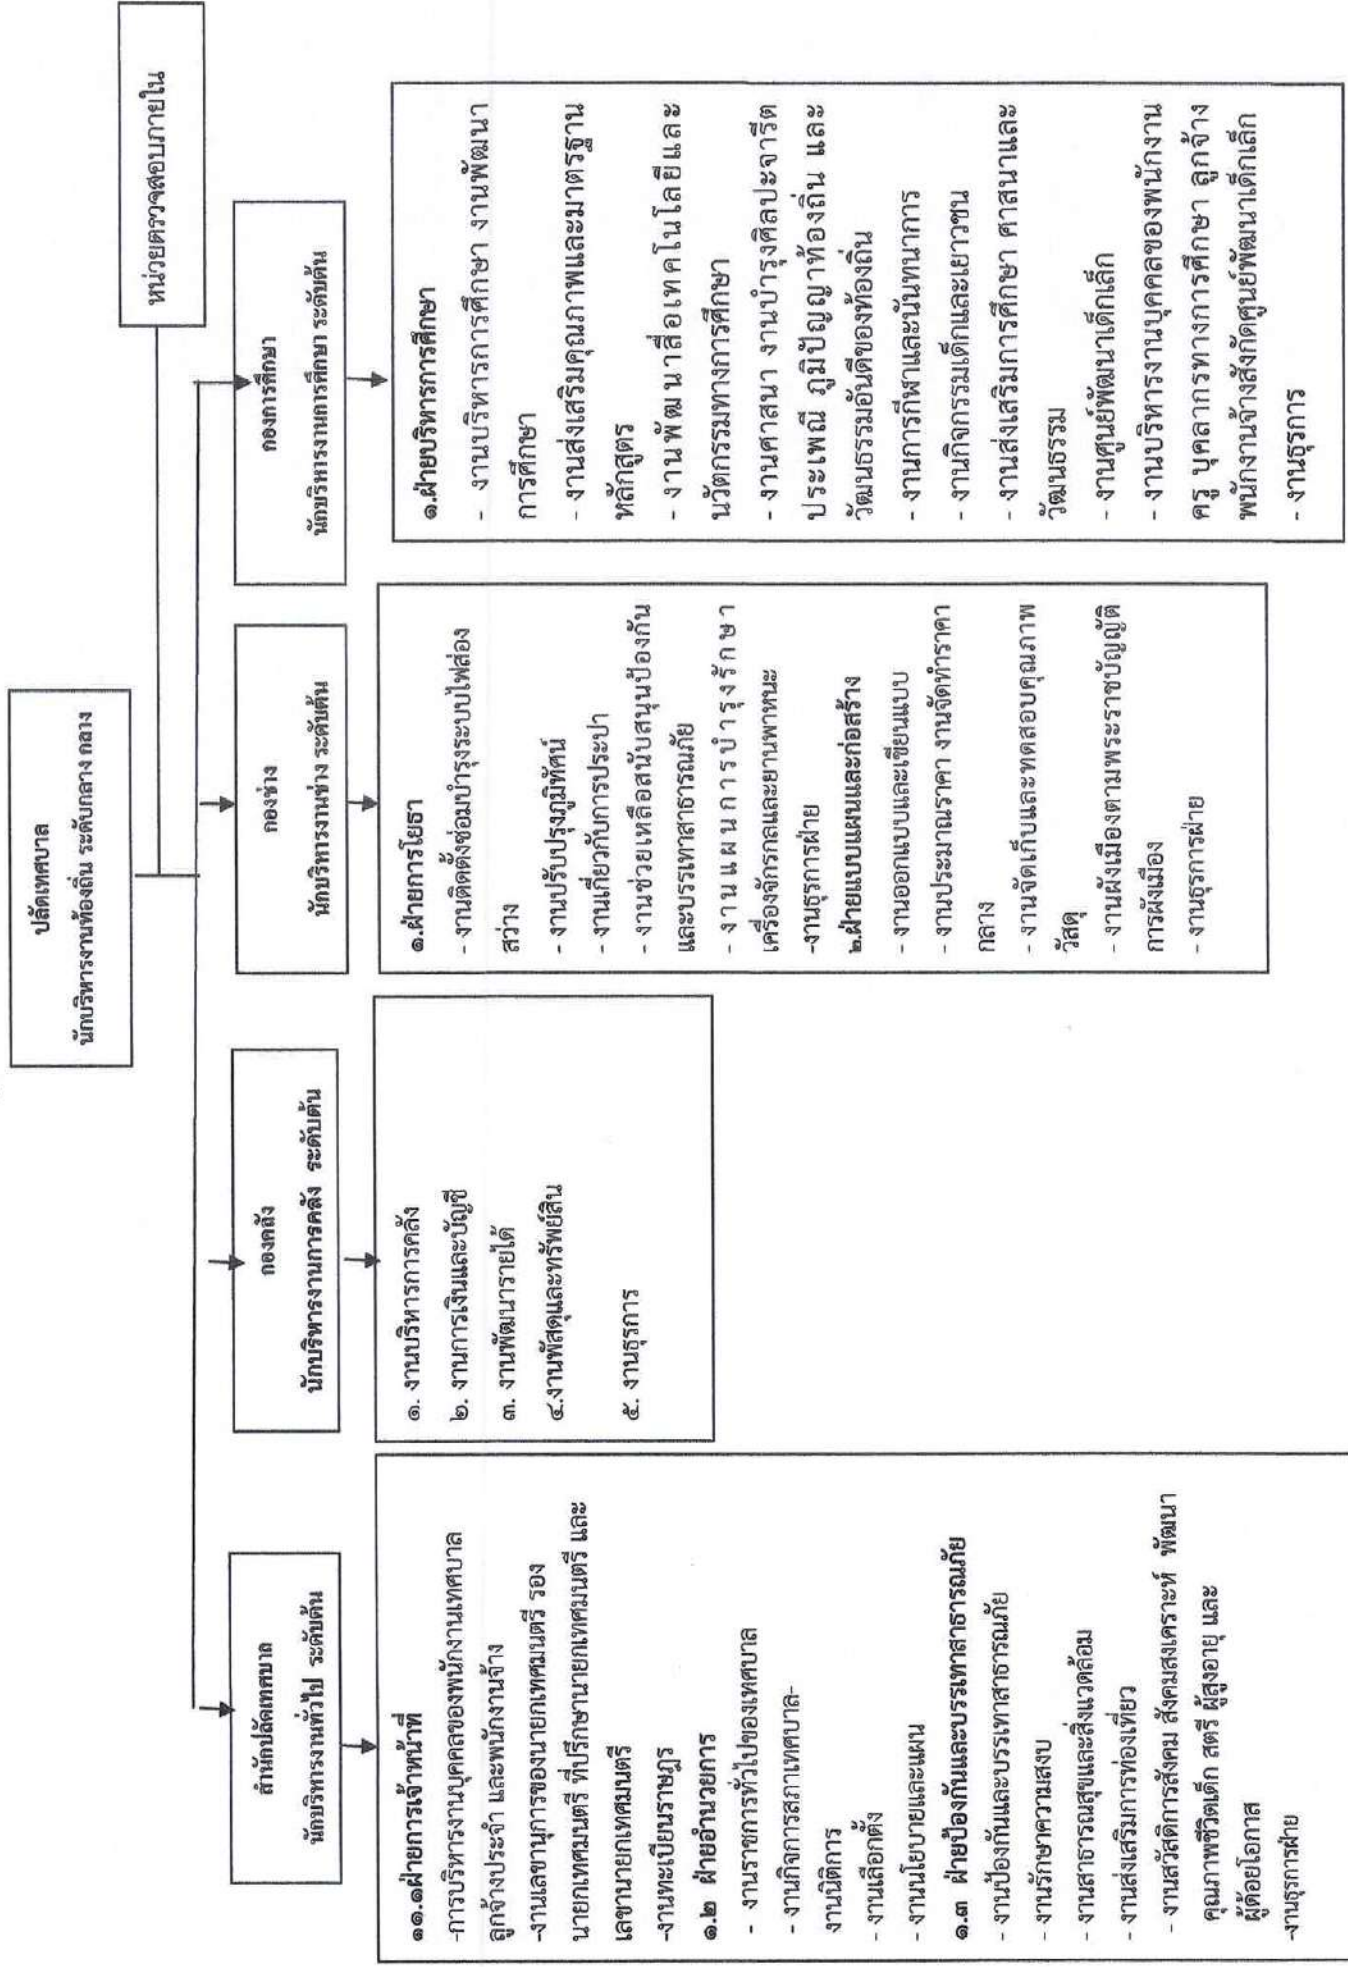 ปลัดเทศบาล
นักบริหารงานท้องถิ่น ระดับกลาง กลาง
หน่วยตรวจสอบภายใน
สำนักปลัดเทศบาล
นักบริหารงานทั่วไป ระดับต้น
๑๑.๑ฝ่ายการเจ้าหน้าที่
-การบริหารงานบุคคลของพนักงานเทศบาล
ลูกจ้างประจำ และพนักงานจ้าง
-งานเลขานุการของนายกเทศมนตรี รอง
นายกเทศมนตรี ที่ปรึกษานายกเทศมนตรี และ
เลขานายกเทศมนตรี
-งานทะเบียนราษฎร
๑.๒ ฝ่ายอำนวยการ
- งานราชการทั่วไปของเทศบาล
- งานกิจการสภาเทศบาล-
งานนิติการ
- งานเลือกตั้ง
- งานนโยบายและแผน
๑.๓ ฝ่ายป้องกันและบรรเทาสาธารณภัย
- งานป้องกันและบรรเทาสาธารณภัย
- งานรักษาความสงบ
- งานสาธารณสุขและสิ่งแวดล้อม
- งานส่งเสริมการท่องเที่ยว
- งานสวัสดิการสังคม สังคมสงเคราะห์ พัฒนา
คุณภาพชีวิตเด็ก สตรี ผู้สูงอายุ และ
ผู้ด้อยโอกาส
-งานธุรการฝ่าย
กองคลัง
นักบริหารงานการคลัง ระดับต้น
๑. งานบริหารการคลัง
๒. งานการเงินและบัญชี
๓. งานพัฒนารายได้
๔.งานพัสดุและทรัพย์สิน
๕. งานธุรการ
กองช่าง
นักบริหารงานช่าง ระดับต้น
๑.ฝ่ายการโยธา
- งานติดตั้งซ่อมบำรุงระบบไฟส่อง
สว่าง
- งานปรับปรุงภูมิทัศน์
- งานเกี่ยวกับการประปา
- งานช่วยเหลือสนับสนุนป้องกัน
และบรรเทาสาธารณภัย
- งานแผนการบำรุงรักษา
เครื่องจักรกลและยานพาหนะ
-งานธุรการฝ่าย
๒.ฝ่ายแบบแผนและก่อสร้าง
- งานออกแบบและเขียนแบบ
- งานประมาณราคา งานจัดทำราคา
กลาง
- งานจัดเก็บและทดสอบคุณภาพ
วัสดุ
- งานผังเมืองตามพระราชบัญญัติ
การผังเมือง
- งานธุรการฝ่าย
กองการศึกษา
นักบริหารงานการศึกษา ระดับต้น
๑.ฝ่ายบริหารการศึกษา
- งานบริหารการศึกษา งานพัฒนา
การศึกษา
- งานส่งเสริมคุณภาพและมาตรฐาน
หลักสูตร
- งานพัฒนาสื่อเทคโนโลยีและ
นวัตกรรมทางการศึกษา
- งานศาสนา งานบำรุงศิลปะจารีต
ประเพณี ภูมิปัญญาท้องถิ่น และ
วัฒนธรรมอันดีของท้องถิ่น
- งานการกีฬาและนันทนาการ
- งานกิจกรรมเด็กและเยาวชน
- งานส่งเสริมการศึกษา ศาสนาและ
วัฒนธรรม
- งานศูนย์พัฒนาเด็กเล็ก
- งานบริหารงานบุคคลของพนักงาน
ครู บุคลากรทางการศึกษา ลูกจ้าง
พนักงานจ้างสังกัดศูนย์พัฒนาเด็กเล็ก
- งานธุรการ